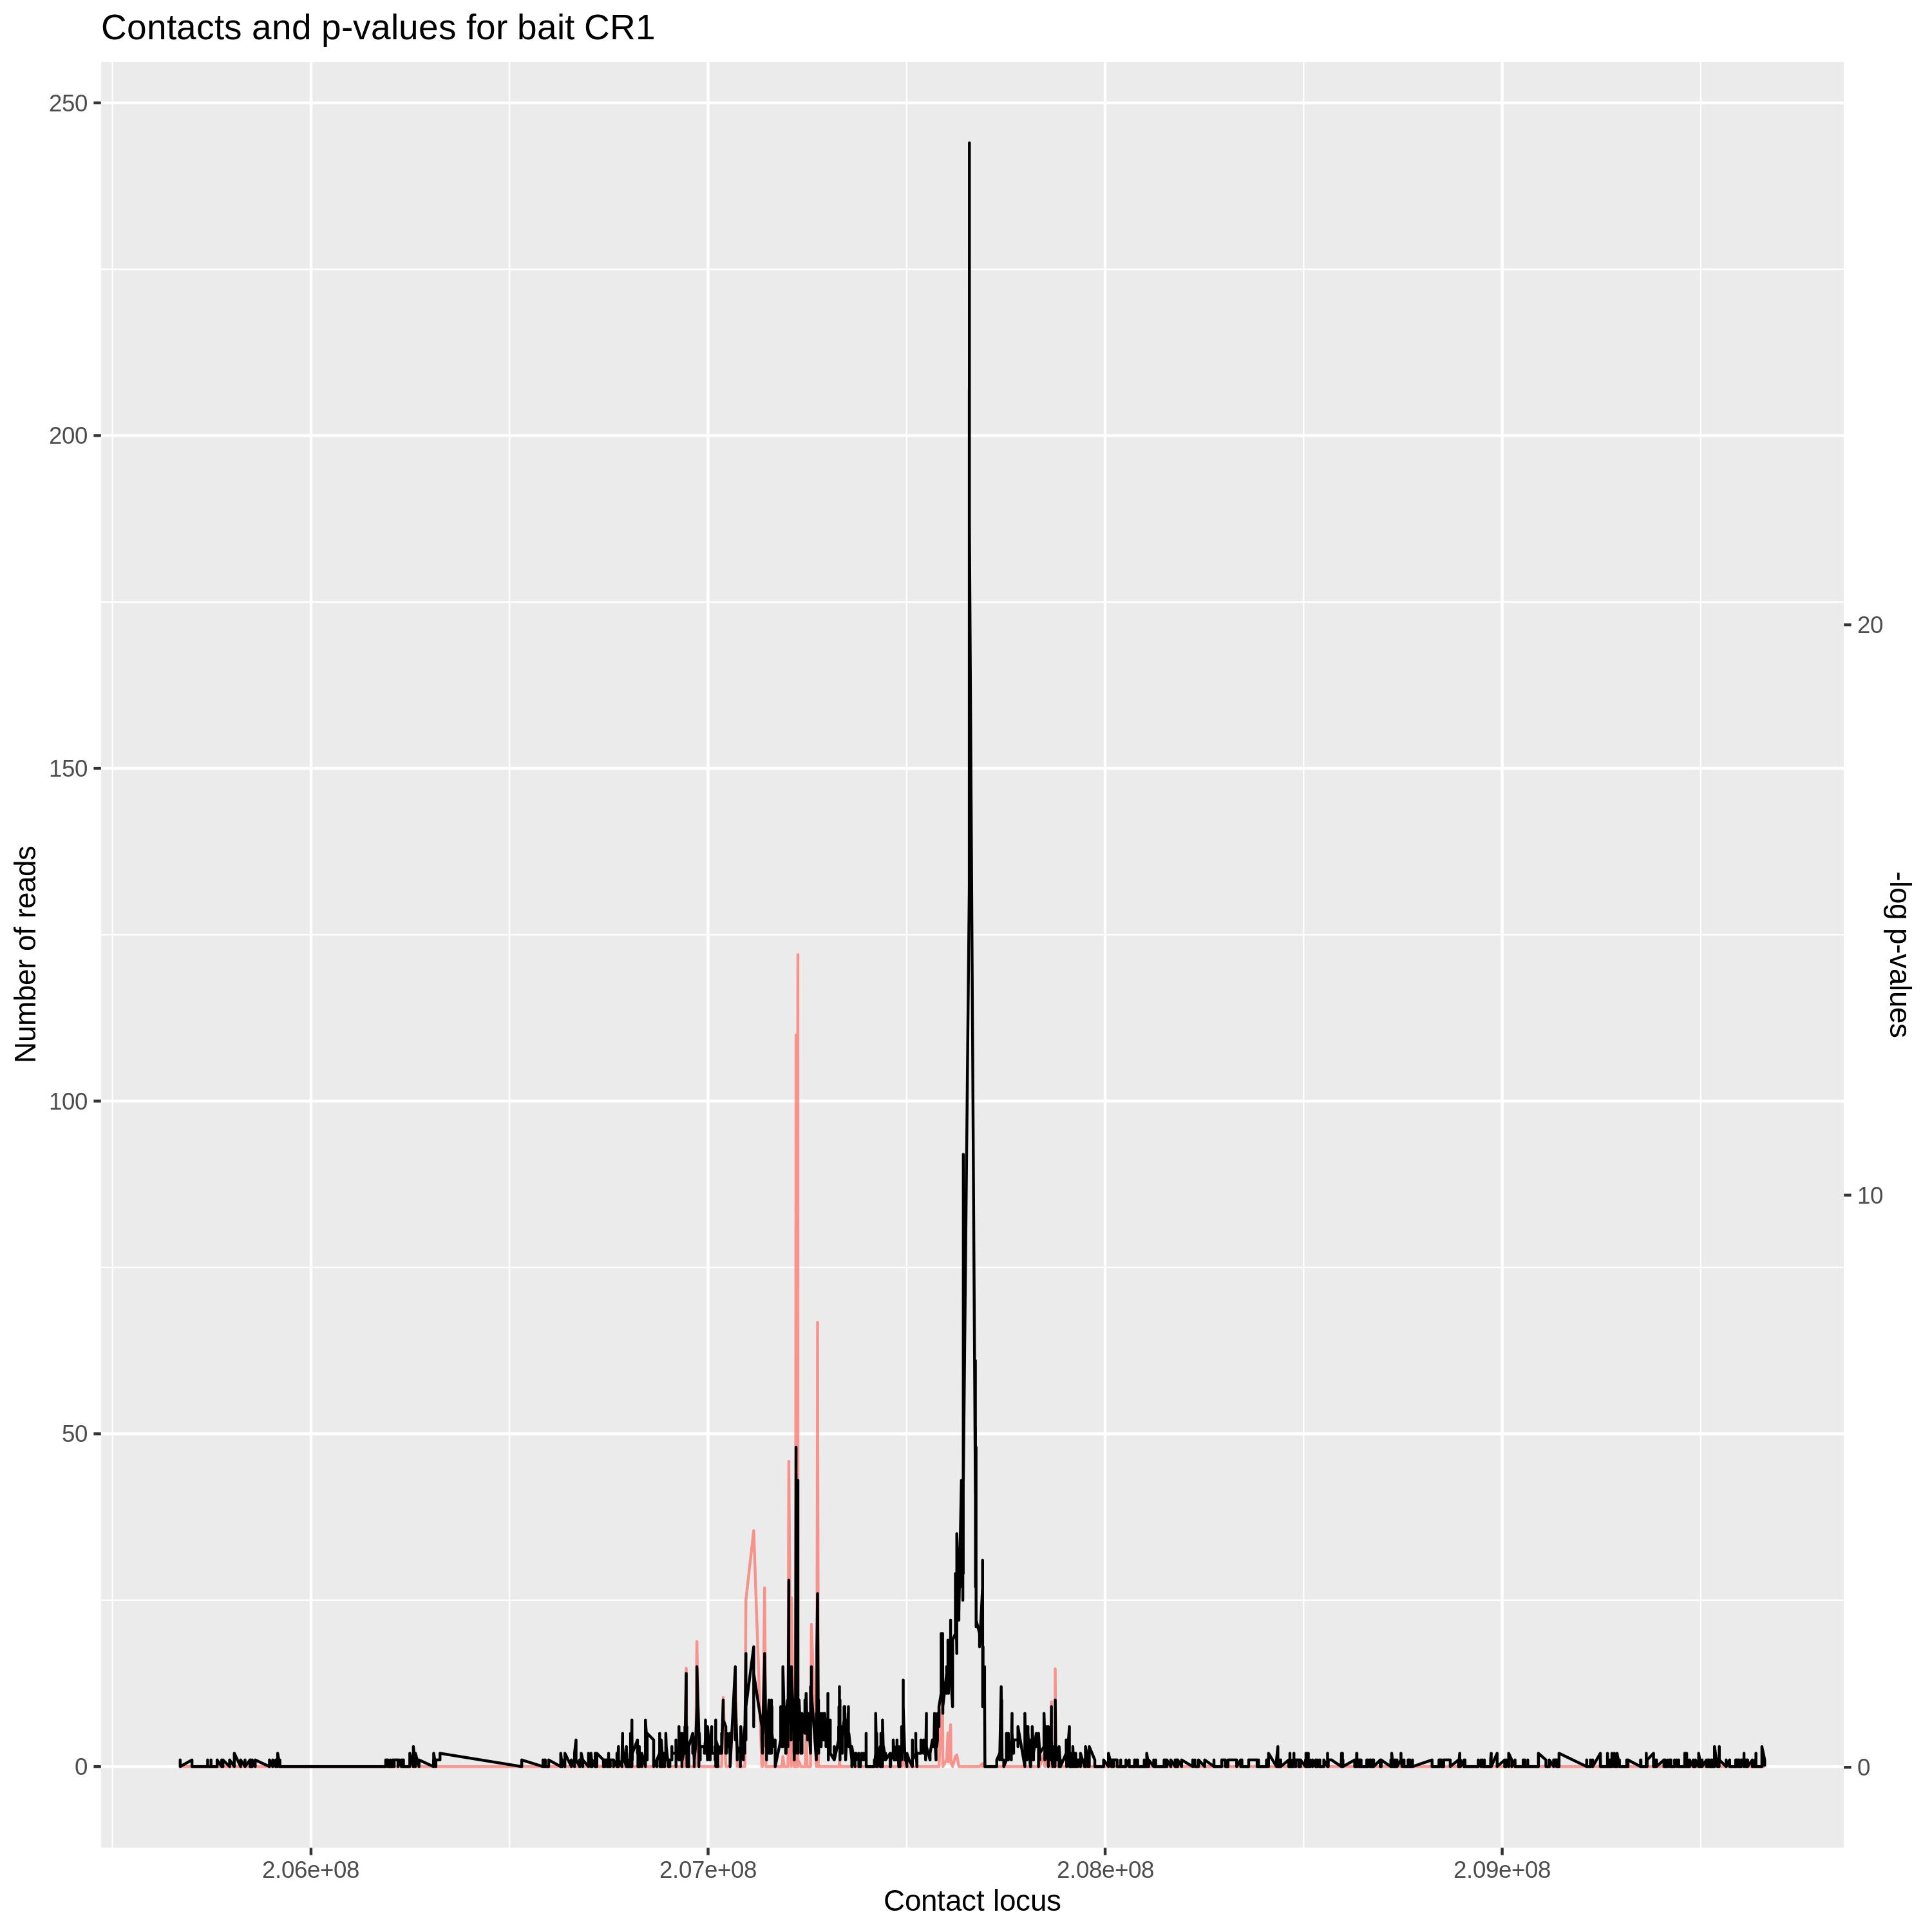 Contacts and p-values for bait CR1
250
200
150
100
50
0
Number of reads
20
10
0
-log p-values
2.06e+08 2.07e+08 2.08e+08 2.09e+08
Contact locus